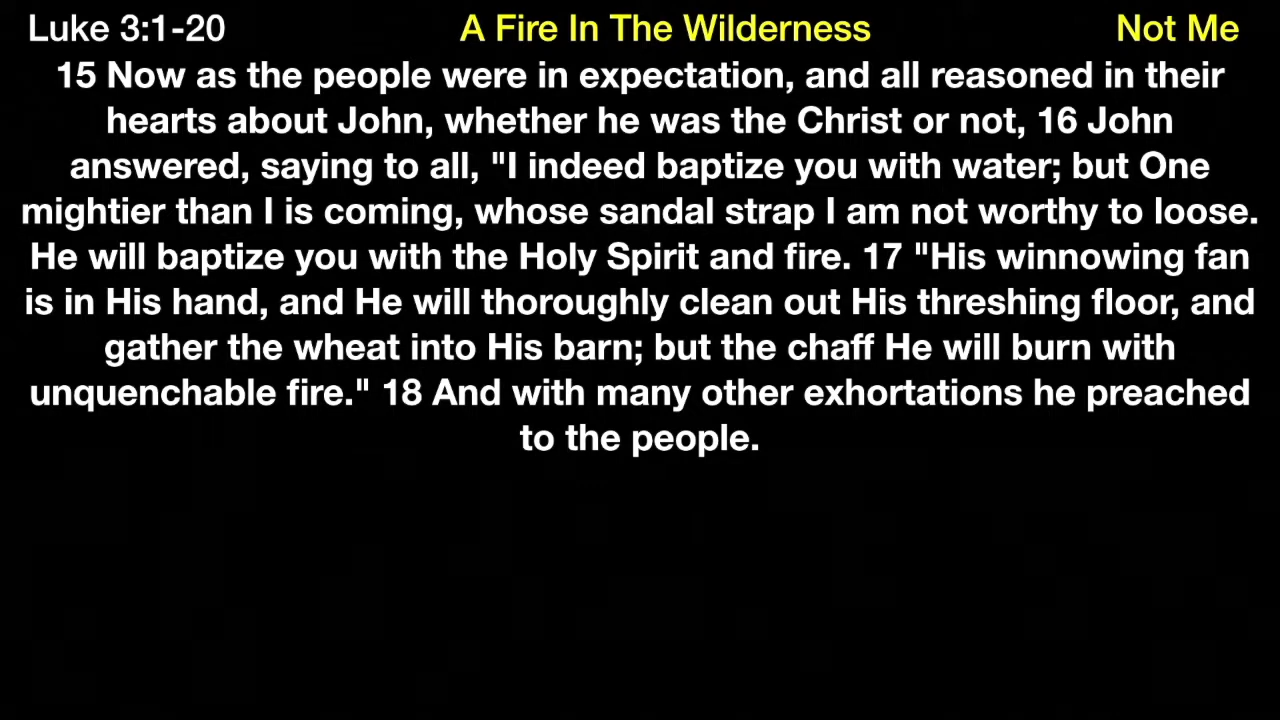 Luke 3:1-20 A Fire In The Wilderness Not Me
15 Now as the people were in expectation, and all reasoned in their
hearts about John, whether he was the Christ or not, 16 John
answered, saying to all, "I indeed baptize you with water; but One
mightier than I is coming, whose sandal strap I am not worthy to loose.
He will baptize you with the Holy Spirit and fire. 17 "His winnowing fan
is in His hand, and He will thoroughly clean out His threshing floor, and
gather the wheat into His barn; but the chaff He will burn with
unquenchable fire." 18 And with many other exhortations he preached
to the people.